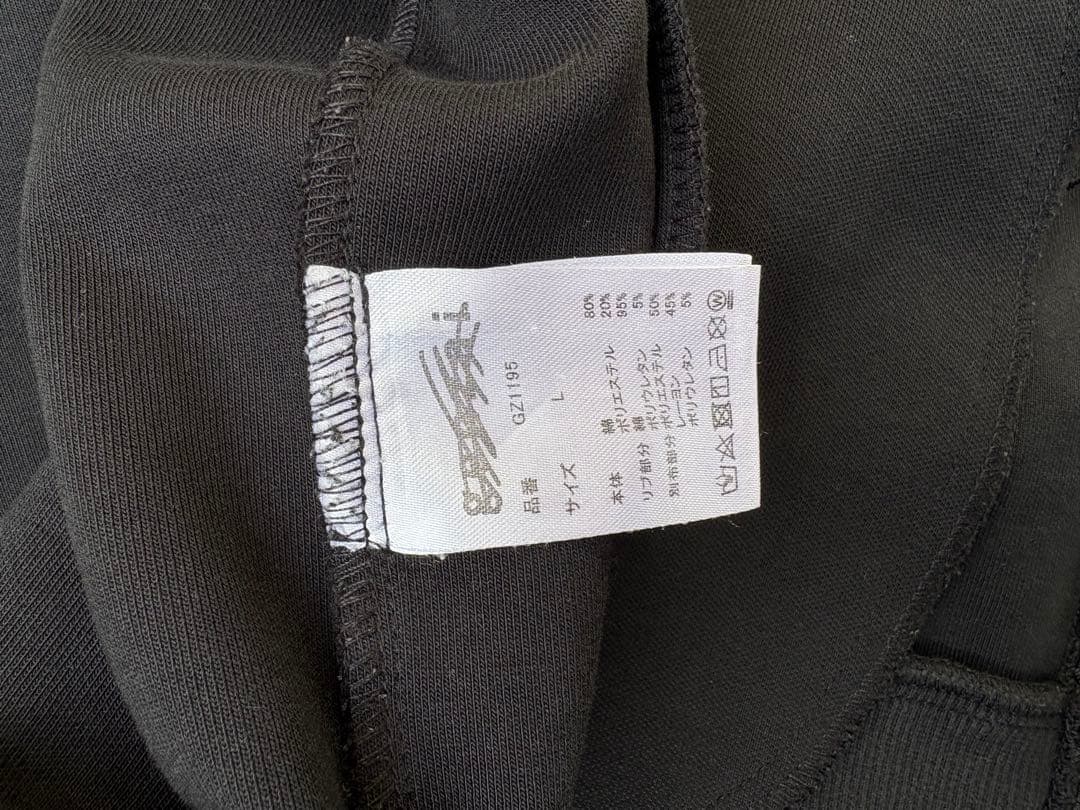 品番 GZ1195
サイズ L
本体 綿 80%
ポリエステル 20%
リブ部分 綿 95%
ポリウレタン 5%
別布部分 ポリエステル 50%
レーヨン 45%
ポリウレタン 5%